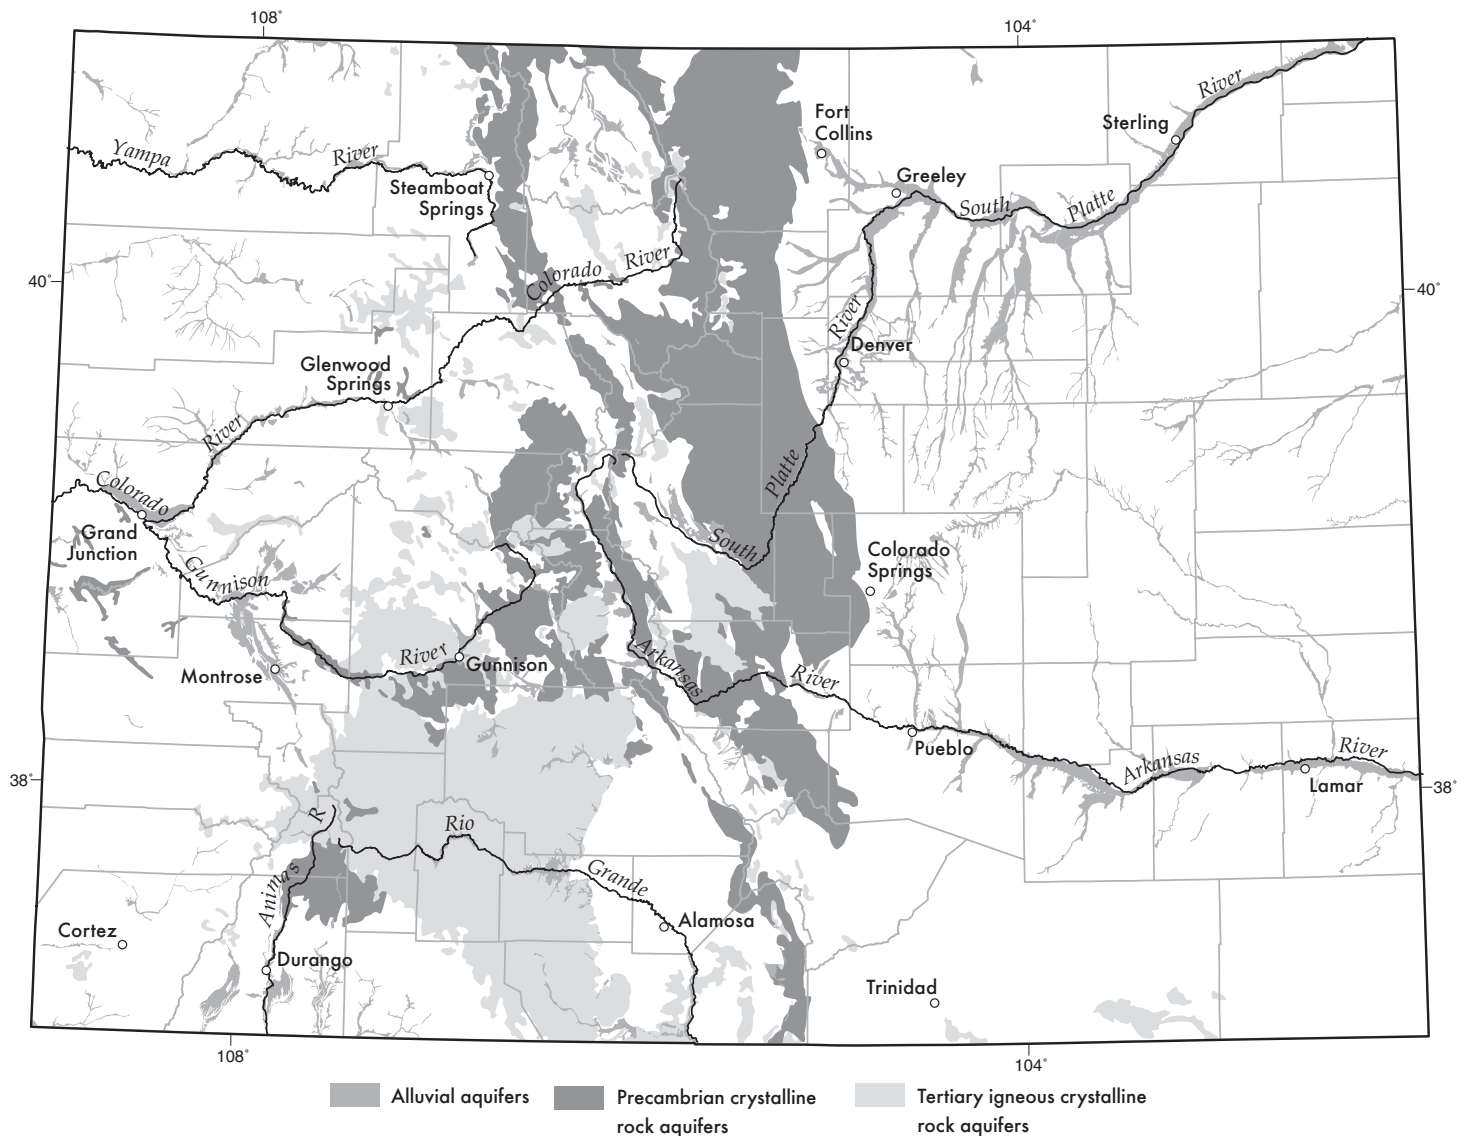 108°
104°
Fort
Collins
Sterling
River
Yampa
River
Steamboat
Springs
Greeley
South
Platte
40°
Colorado
River
40°
River
Denver
Glenwood
Springs
River
Platte
Colorado
Grand
Junction
South
Colorado
Springs
Gunnison
River
Gunnison
Arkansas
River
Montrose
Pueblo
Arkansas
River
38°
38°
Lamar
R.
Rio
Animas
Grande
Cortez
Alamosa
Durango
Trinidad
108°
104°
Alluvial aquifers
Precambrian crystalline
rock aquifers
Tertiary igneous crystalline
rock aquifers